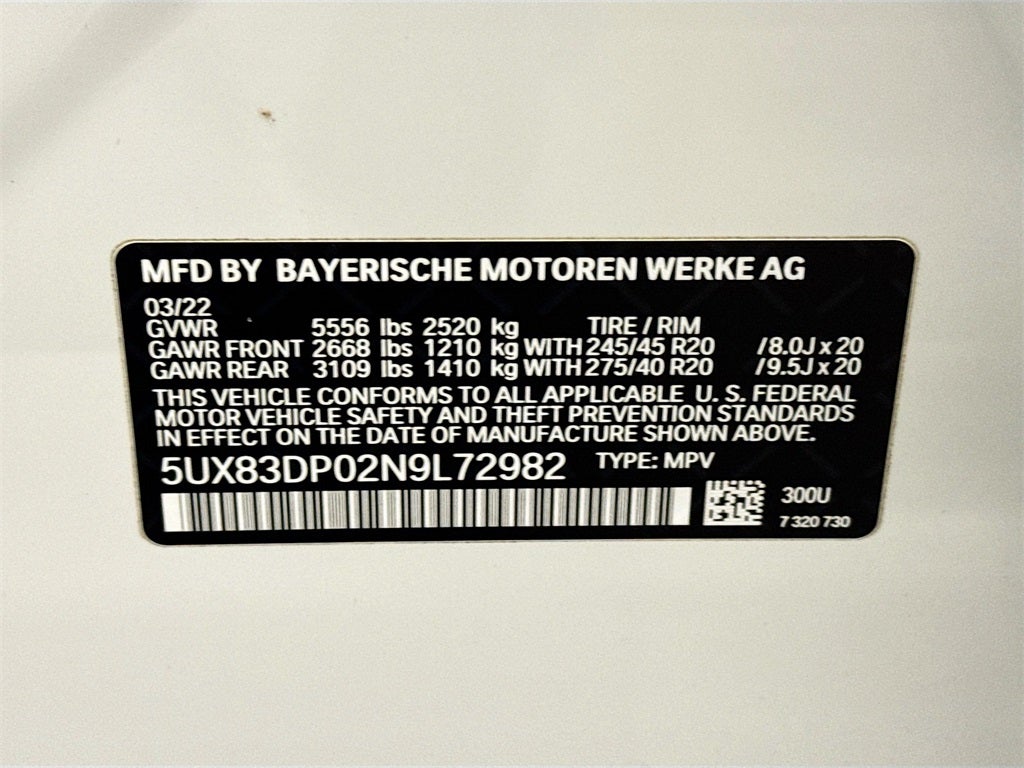 MFD BY BAYERISCHE MOTOREN WERKE AG
03/22
GVWR 5556 lbs 2520 kg TIRE / RIM
GAWR FRONT 2668 lbs 1210 kg WITH 245/45 R20 / 8.0J x 20
GAWR REAR 3109 lbs 1410 kg WITH 275/40 R20 / 9.5J x 20
THIS VEHICLE CONFORMS TO ALL APPLICABLE U. S. FEDERAL
MOTOR VEHICLE SAFETY AND THEFT PREVENTION STANDARDS
IN EFFECT ON THE DATE OF MANUFACTURE SHOWN ABOVE.
5UX83DP02N9L72982 TYPE: MPV
300U
7 320 730